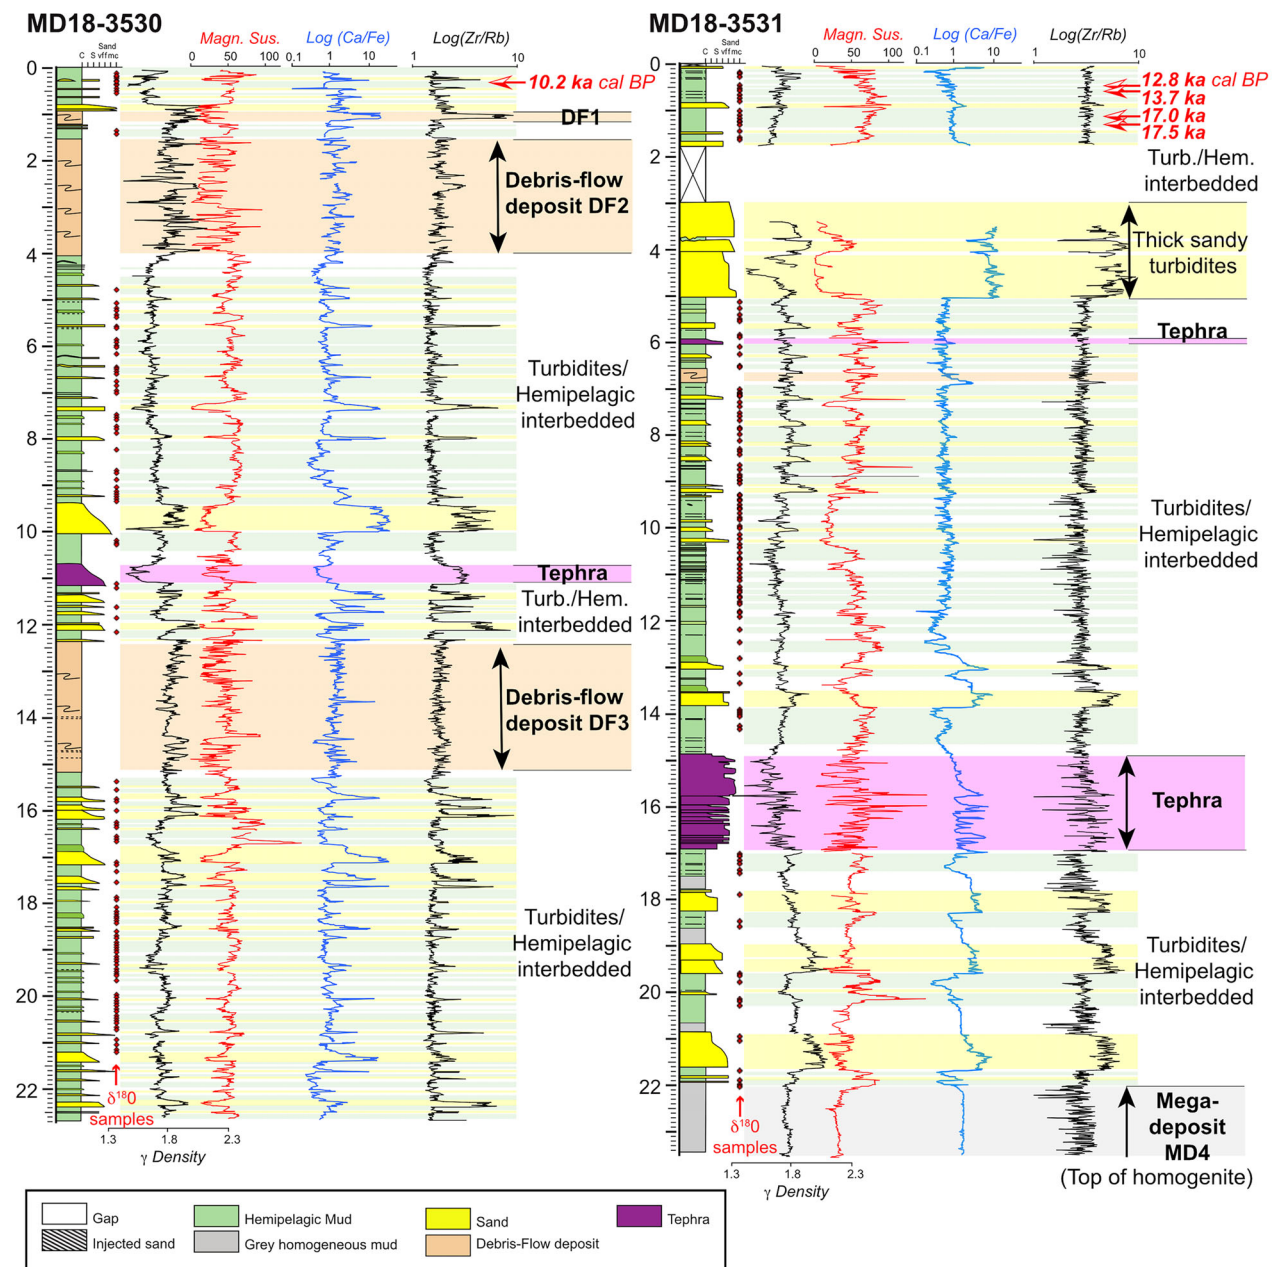 MD18-3530
C S vf f m c
Sand
Magn. Sus.
0 50 100
Log (Ca/Fe)
0.1 1 10
Log(Zr/Rb)
1 10
0
2
4
6
8
10
12
14
16
18
20
22
10.2 ka cal BP
DF1
Debris-flow
deposit DF2
Turbidites/
Hemipelagic
interbedded
Tephra
Turb./Hem.
interbedded
Debris-flow
deposit DF3
Turbidites/
Hemipelagic
interbedded
δ18O
samples
1.3 1.8 2.3
γ Density
MD18-3531
C S vf f m c
Sand
Magn. Sus.
0 50 100
Log (Ca/Fe)
0.1 1 10
Log(Zr/Rb)
1 10
0
2
4
6
8
10
12
14
16
18
20
22
12.8 ka cal BP
13.7 ka
17.0 ka
17.5 ka
Turb./Hem.
interbedded
Thick sandy
turbidites
Tephra
Turbidites/
Hemipelagic
interbedded
Tephra
Turbidites/
Hemipelagic
interbedded
Mega-
deposit
MD4
(Top of homogenite)
δ18O
samples
1.3 1.8 2.3
γ Density
Gap
Hemipelagic Mud
Sand
Tephra
Injected sand
Grey homogeneous mud
Debris-Flow deposit